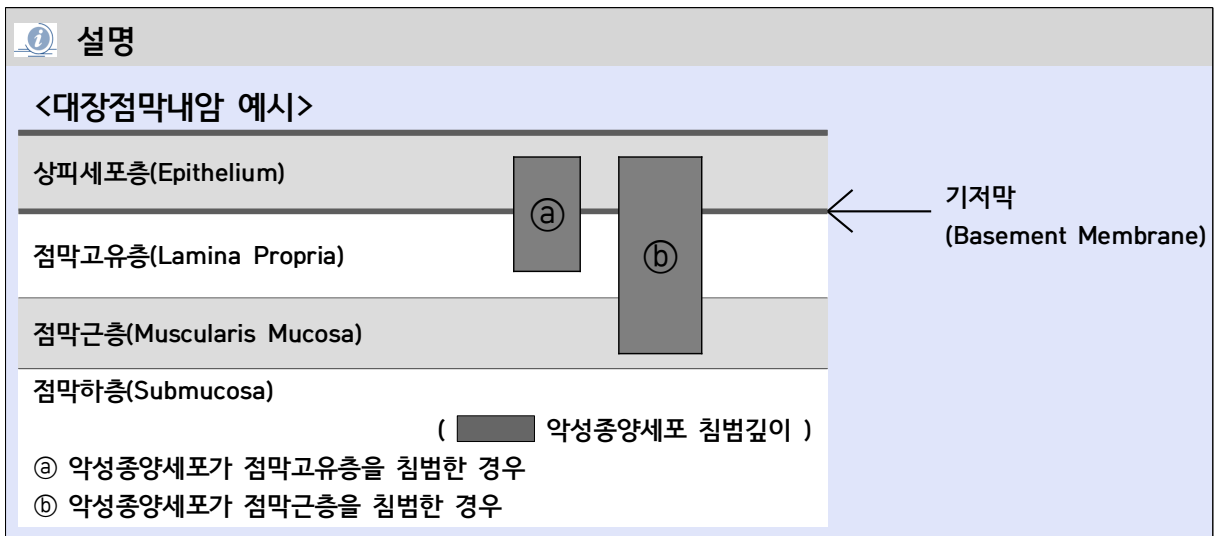 설명
<대장점막내암 예시>
상피세포층(Epithelium)
ⓐ
기저막
(Basement Membrane)
점막고유층(Lamina Propria)
ⓑ
점막근층(Muscularis Mucosa)
점막하층(Submucosa)
( 악성종양세포 침범깊이 )
ⓐ 악성종양세포가 점막고유층을 침범한 경우
ⓑ 악성종양세포가 점막근층을 침범한 경우